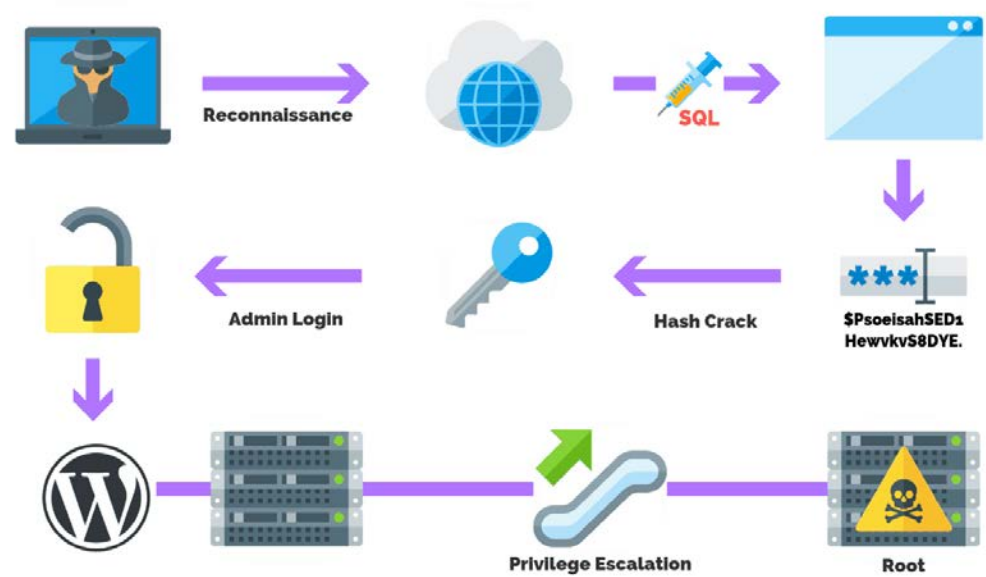 Reconnaissance
SQL
***
$PsoeisahSED1
HewvkvS8DYE.
Hash Crack
Admin Login
W
Privilege Escalation
Root